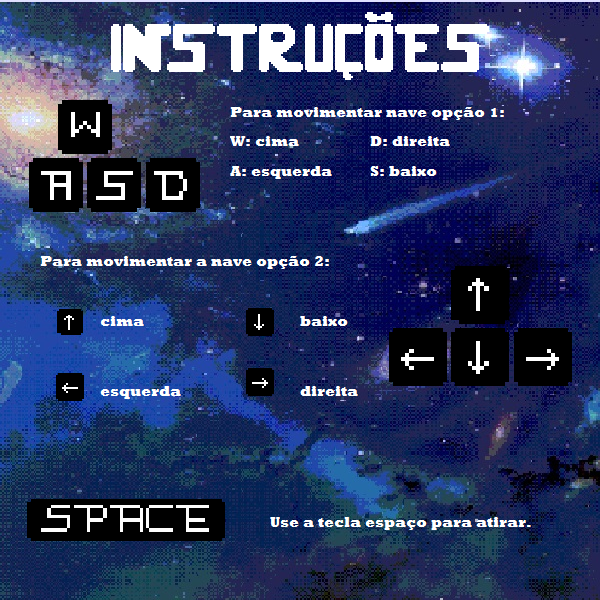 INSTRUÇÕES
Para movimentar nave opção 1:
W
W: cima D: direita
A: esquerda S: baixo
A S D
Para movimentar a nave opção 2:
↑ cima ↓ baixo
↑
← ↓ →
← esquerda → direita
SPACE
Use a tecla espaço para atirar.